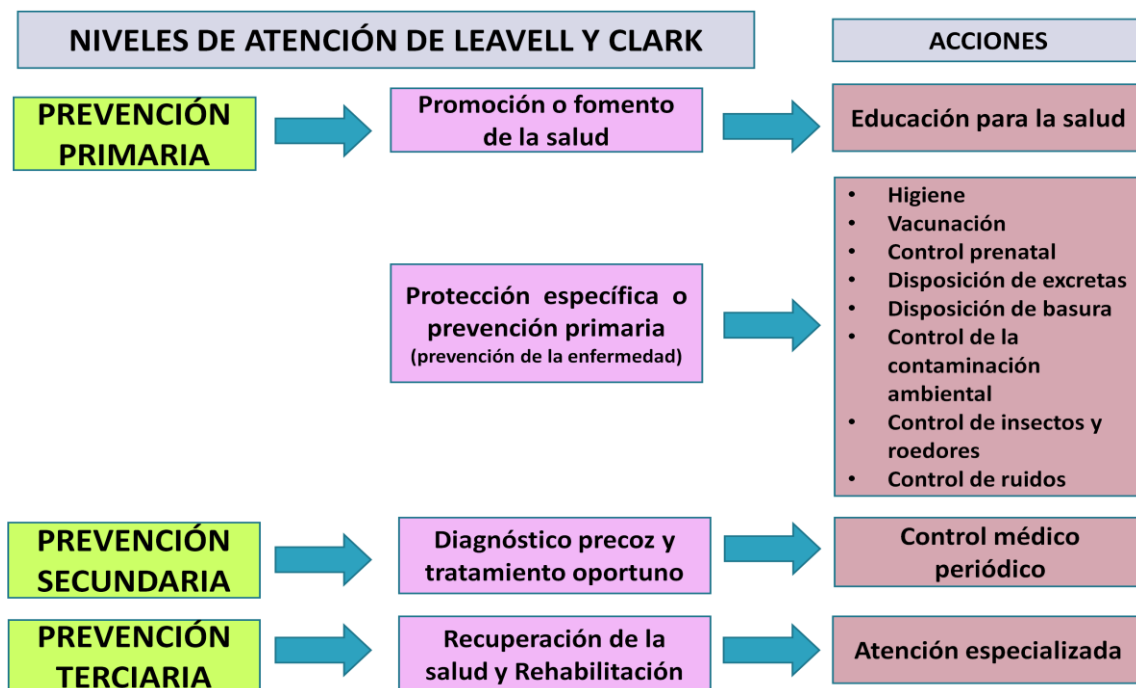 NIVELES DE ATENCIÓN DE LEAVELL Y CLARK
ACCIONES
PREVENCIÓN
PRIMARIA
Promoción o fomento
de la salud
Educación para la salud
Protección específica o
prevención primaria
(prevención de la enfermedad)
• Higiene
• Vacunación
• Control prenatal
• Disposición de excretas
• Disposición de basura
• Control de la
contaminación
ambiental
• Control de insectos y
roedores
• Control de ruidos
PREVENCIÓN
SECUNDARIA
Diagnóstico precoz y
tratamiento oportuno
Control médico
periódico
PREVENCIÓN
TERCIARIA
Recuperación de la
salud y Rehabilitación
Atención especializada